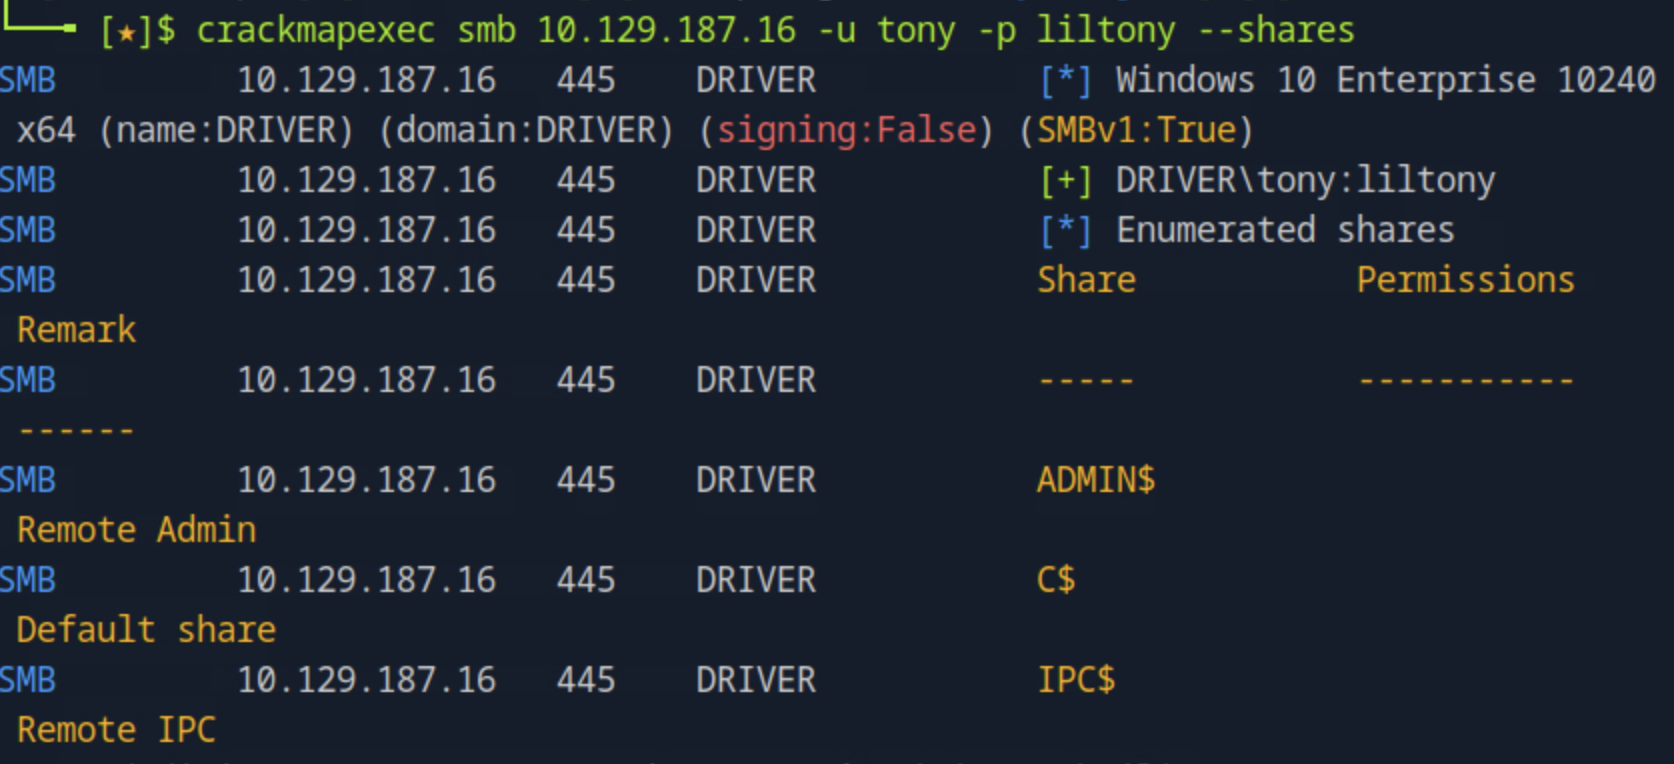 [★]$ crackmapexec smb 10.129.187.16 -u tony -p liltony --shares
SMB 10.129.187.16 445 DRIVER [*] Windows 10 Enterprise 10240
x64 (name:DRIVER) (domain:DRIVER) (signing:False) (SMBv1:True)
SMB 10.129.187.16 445 DRIVER [+] DRIVER\tony:liltony
SMB 10.129.187.16 445 DRIVER [*] Enumerated shares
SMB 10.129.187.16 445 DRIVER Share Permissions
Remark
SMB 10.129.187.16 445 DRIVER ----- -----------
------
SMB 10.129.187.16 445 DRIVER ADMIN$
Remote Admin
SMB 10.129.187.16 445 DRIVER C$
Default share
SMB 10.129.187.16 445 DRIVER IPC$
Remote IPC